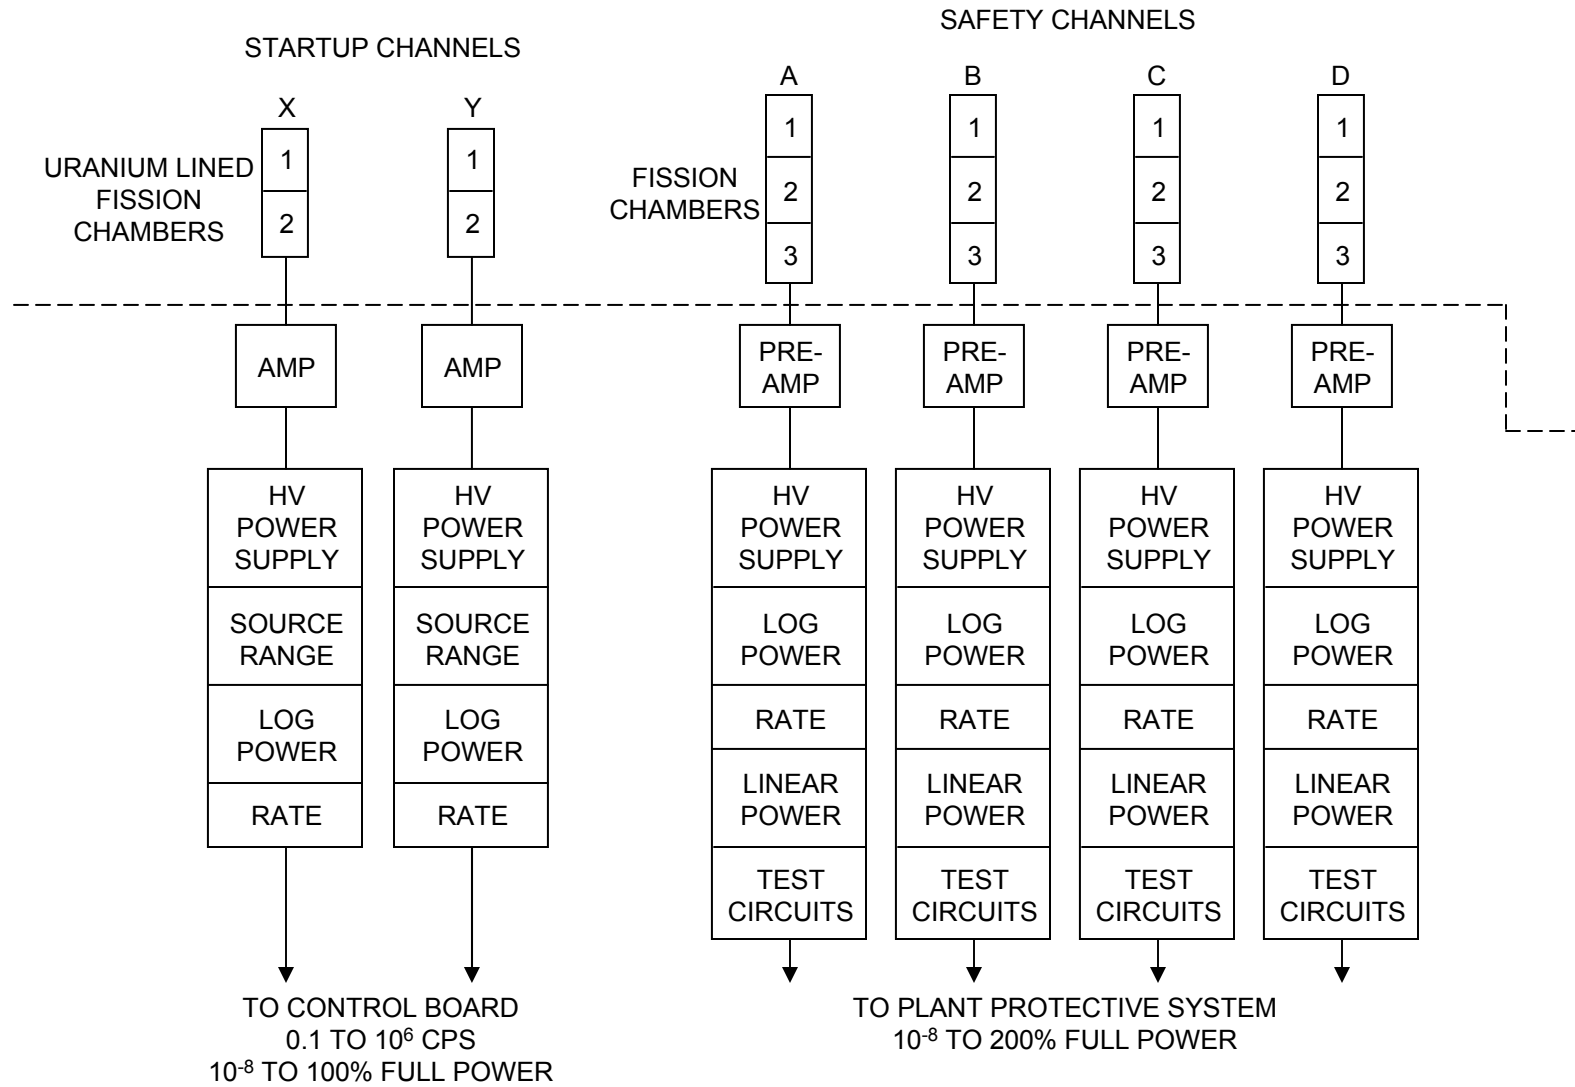 SAFETY CHANNELS
STARTUP CHANNELS
X
Y
A
B
C
D
URANIUM LINED
FISSION
CHAMBERS
1
2
1
2
FISSION
CHAMBERS
1
2
3
1
2
3
1
2
3
1
2
3
AMP
AMP
PRE-
AMP
PRE-
AMP
PRE-
AMP
PRE-
AMP
HV
POWER
SUPPLY
SOURCE
RANGE
LOG
POWER
RATE
HV
POWER
SUPPLY
SOURCE
RANGE
LOG
POWER
RATE
HV
POWER
SUPPLY
LOG
POWER
RATE
LINEAR
POWER
TEST
CIRCUITS
HV
POWER
SUPPLY
LOG
POWER
RATE
LINEAR
POWER
TEST
CIRCUITS
HV
POWER
SUPPLY
LOG
POWER
RATE
LINEAR
POWER
TEST
CIRCUITS
HV
POWER
SUPPLY
LOG
POWER
RATE
LINEAR
POWER
TEST
CIRCUITS
TO CONTROL BOARD
0.1 TO 10⁶ CPS
10⁻⁸ TO 100% FULL POWER
TO PLANT PROTECTIVE SYSTEM
10⁻⁸ TO 200% FULL POWER